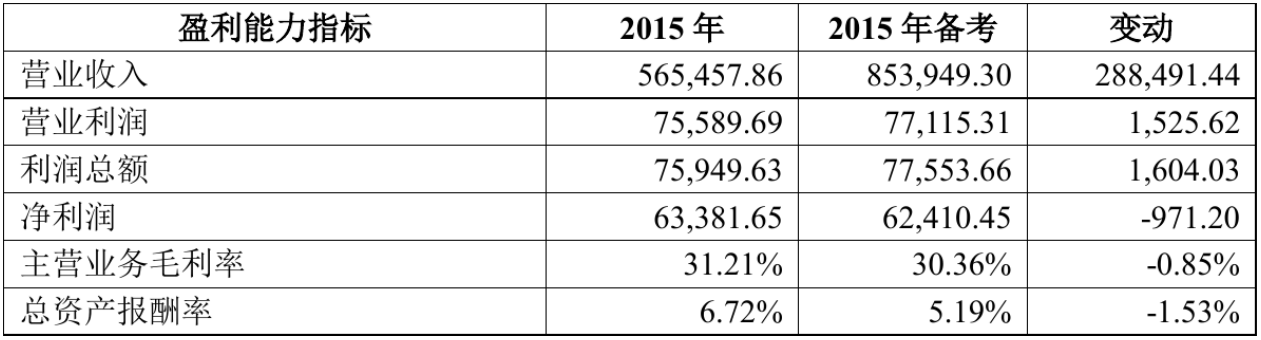 盈利能力指标 2015 年 2015 年备考 变动
营业收入 565,457.86 853,949.30 288,491.44
营业利润 75,589.69 77,115.31 1,525.62
利润总额 75,949.63 77,553.66 1,604.03
净利润 63,381.65 62,410.45 -971.20
主营业务毛利率 31.21% 30.36% -0.85%
总资产报酬率 6.72% 5.19% -1.53%